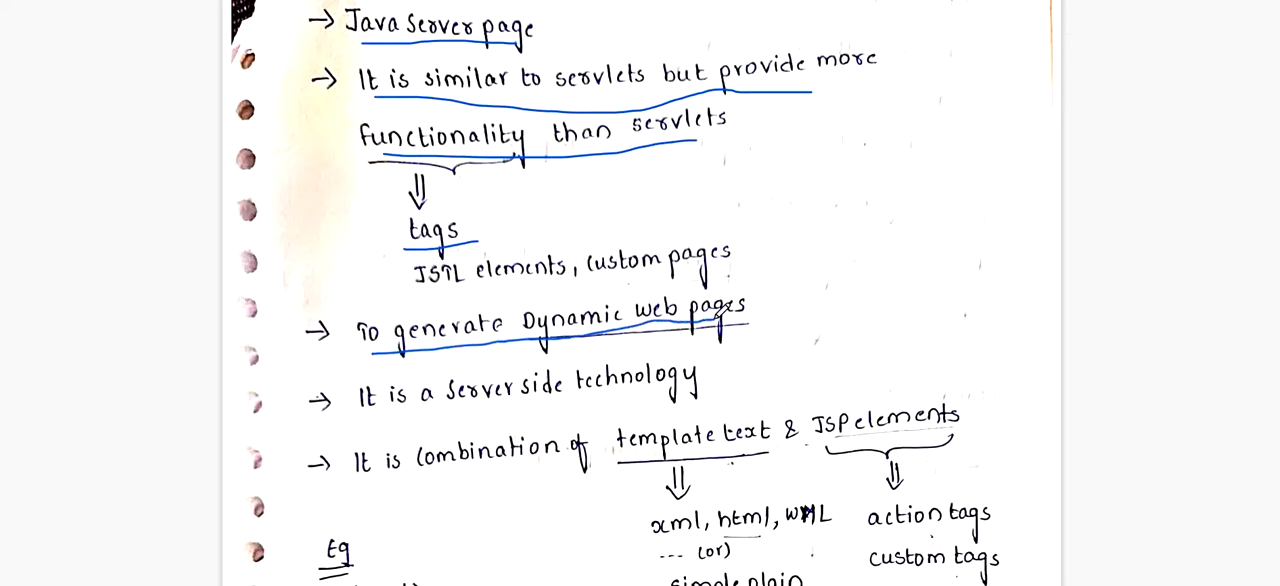 → Java Server page
→ It is similar to servlets but provide more
functionality than servlets
⇓
tags
JSTL elements, custom pages
→ To generate Dynamic web pages
→ It is a Server side technology
→ It is combination of template text & JSP elements
⇓ ⇓
xml, html, WML action tags
--- (or) custom tags
Eg
simple plain